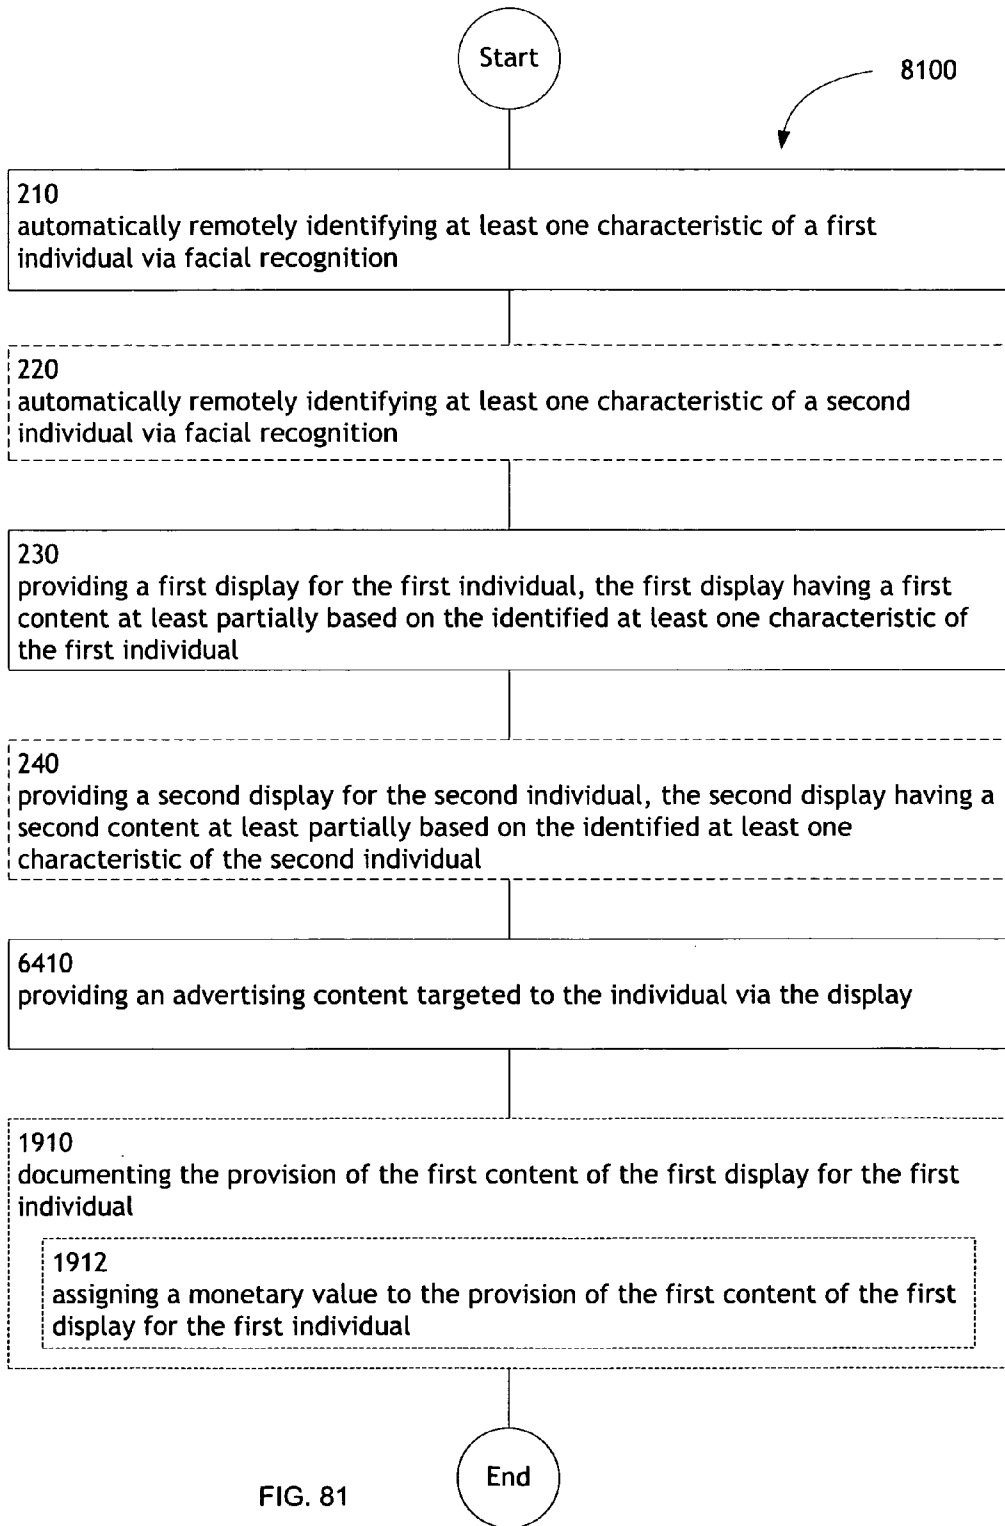 Start
8100
210
automatically remotely identifying at least one characteristic of a first
individual via facial recognition
220
automatically remotely identifying at least one characteristic of a second
individual via facial recognition
230
providing a first display for the first individual, the first display having a first
content at least partially based on the identified at least one characteristic of
the first individual
240
providing a second display for the second individual, the second display having a
second content at least partially based on the identified at least one
characteristic of the second individual
6410
providing an advertising content targeted to the individual via the display
1910
documenting the provision of the first content of the first display for the first
individual
1912
assigning a monetary value to the provision of the first content of the first
display for the first individual
End
FIG. 81